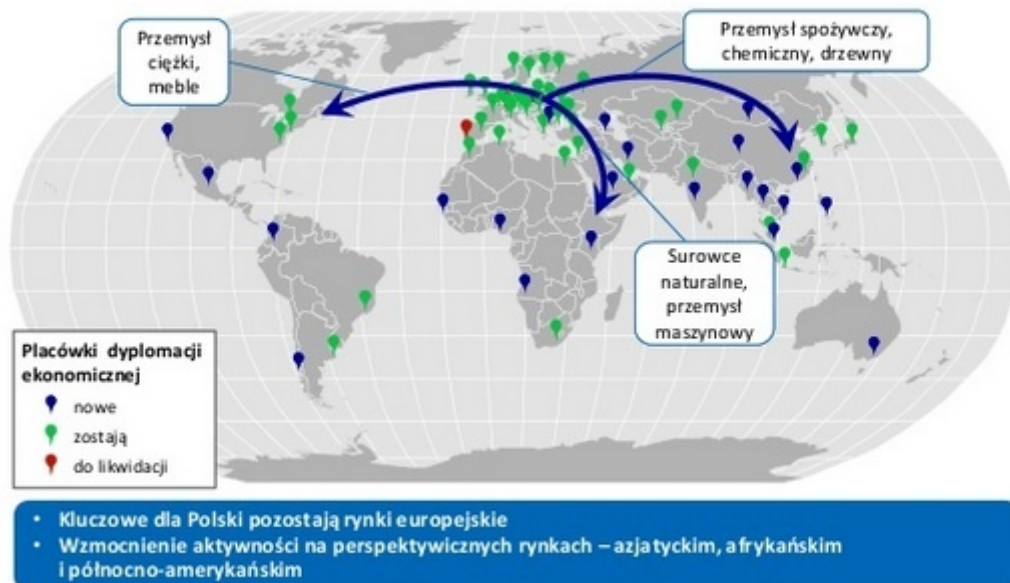 Przemysł
ciężki,
meble
Przemysł spożywczy,
chemiczny, drzewny
Surowce
naturalne,
przemysł
maszynowy
Placówki dyplomacji
ekonomicznej
nowe
zostają
do likwidacji
• Kluczowe dla Polski pozostają rynki europejskie
• Wzmocnienie aktywności na perspektywicznych rynkach – azjatyckim, afrykańskim
i północno-amerykańskim